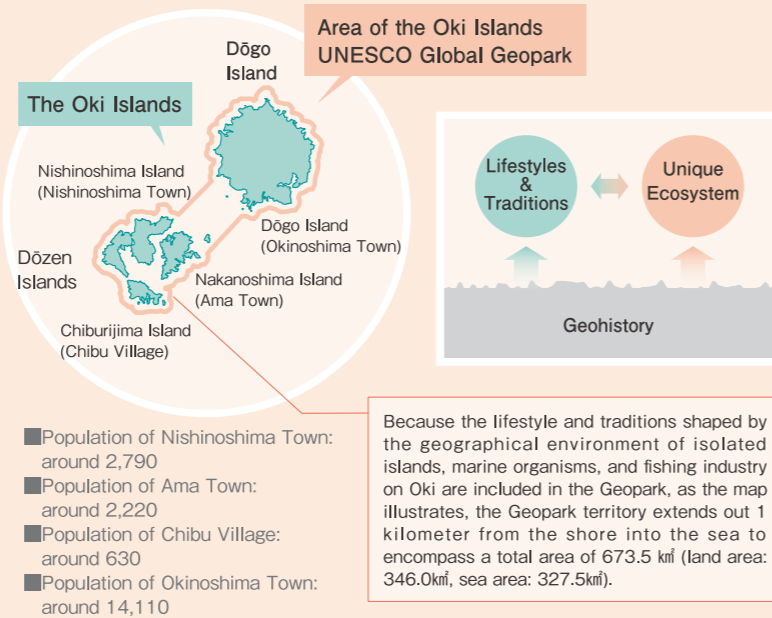 Area of the Oki Islands
UNESCO Global Geopark
Dōgo
Island
The Oki Islands
Nishinoshima Island
(Nishinoshima Town)
Dōgo Island
(Okinoshima Town)
Dōzen
Islands
Nakanoshima Island
(Ama Town)
Chiburijima Island
(Chibu Village)
Lifestyles
&
Traditions
Unique
Ecosystem
Geohistory
■Population of Nishinoshima Town:
around 2,790
■Population of Ama Town:
around 2,220
■Population of Chibu Village:
around 630
■Population of Okinoshima Town:
around 14,110
Because the lifestyle and traditions shaped by
the geographical environment of isolated
islands, marine organisms, and fishing industry
on Oki are included in the Geopark, as the map
illustrates, the Geopark territory extends out 1
kilometer from the shore into the sea to
encompass a total area of 673.5 ㎢ (land area:
346.0㎢, sea area: 327.5㎢).